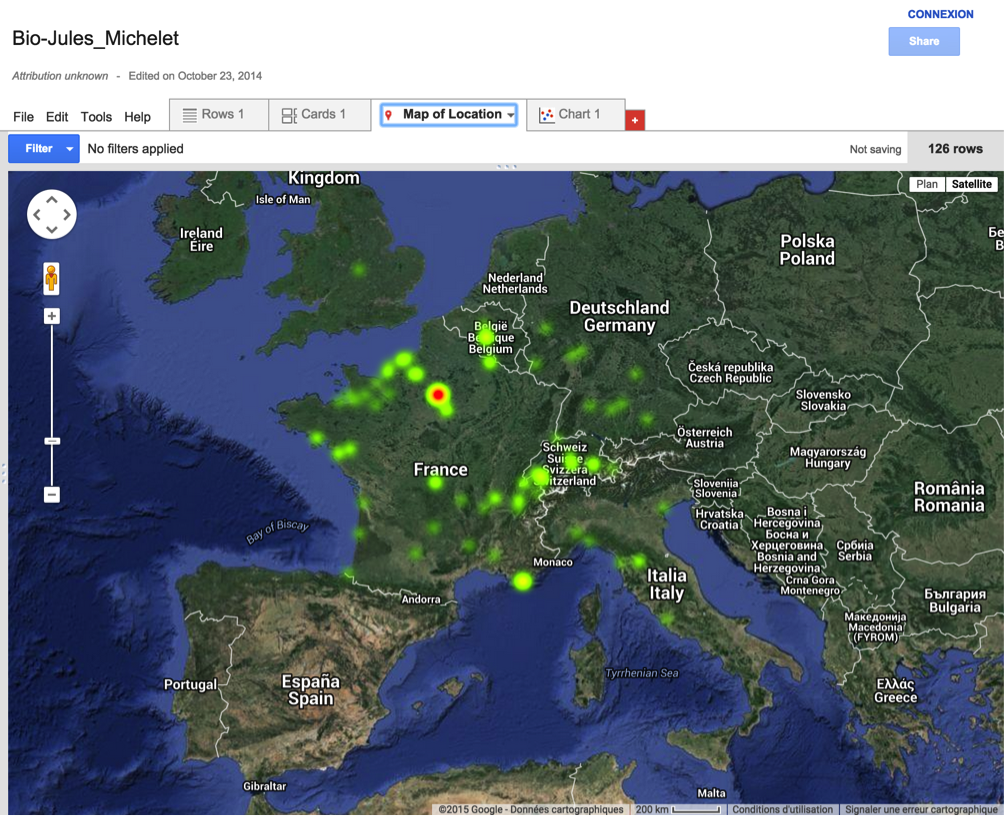 CONNEXION
Bio-Jules_Michelet
Share
Attribution unknown - Edited on October 23, 2014
File Edit Tools Help
Rows 1
Cards 1
Map of Location
Chart 1
+
Filter
No filters applied
Not saving
126 rows
Plan
Satellite
Kingdom
Isle of Man
Ireland
Éire
Polska
Poland
Nederland
Netherlands
Deutschland
Germany
België
Belgique
Belgium
Česká republika
Czech Republic
Slovensko
Slovakia
Österreich
Austria
Magyarország
Hungary
France
Schweiz
Suisse
Svizzera
Switzerland
Slovenija
Slovenia
România
Romania
Hrvatska
Croatia
Bosna i
Hercegovina
Босна и
Херцеговина
Bosnia and
Herzegovina
Србија
Serbia
Bay of Biscay
Monaco
Italia
Italy
Crna Gora
Montenegro
България
Bulgaria
Andorra
Македонија
Macedonia
(FYROM)
Portugal
España
Spain
Tyrrhenian Sea
Ελλάς
Greece
Gibraltar
Malta
©2015 Google - Données cartographiques
200 km
Conditions d'utilisation
Signaler une erreur cartographique